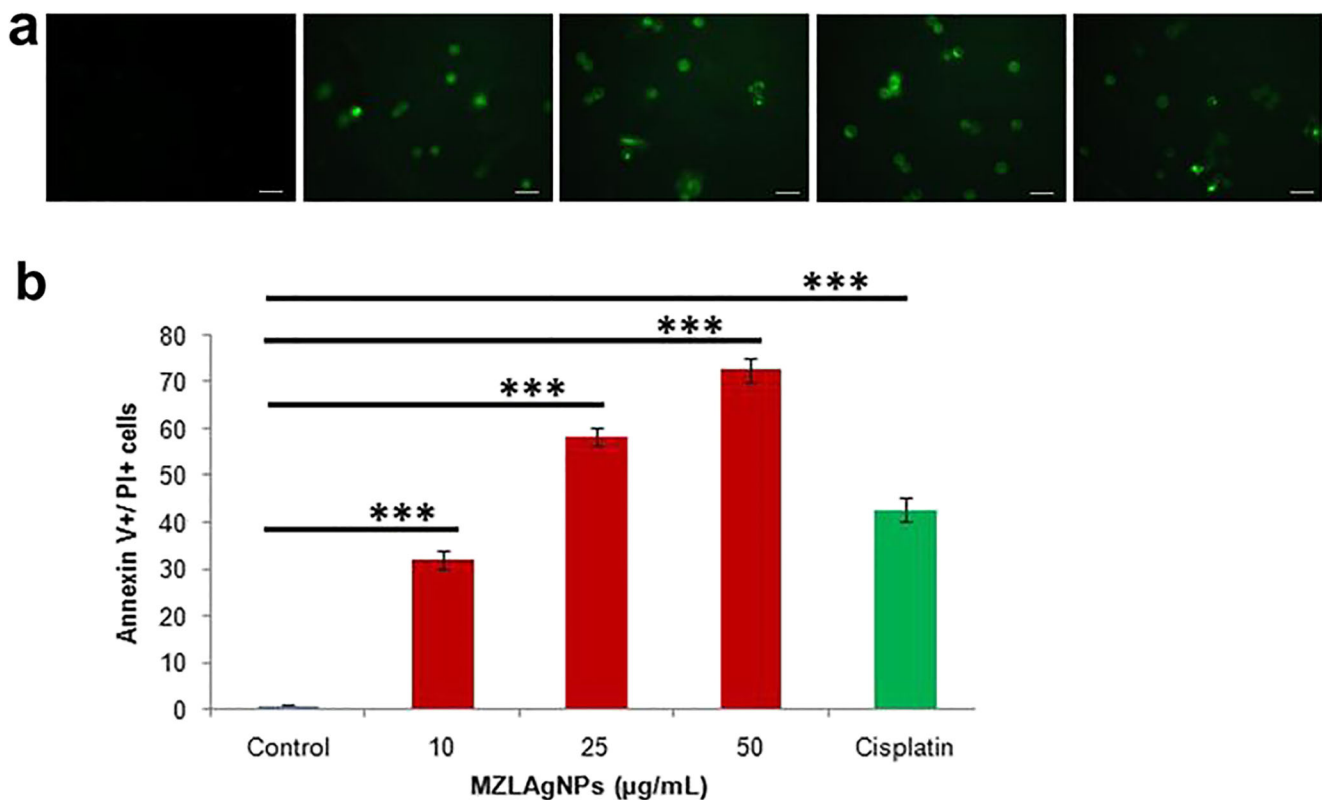 a
b
***
***
***
***
80
70
60
50
40
30
20
10
0
Annexin V+/ PI+ cells
Control 10 25 50 Cisplatin
MZLAgNPs (µg/mL)